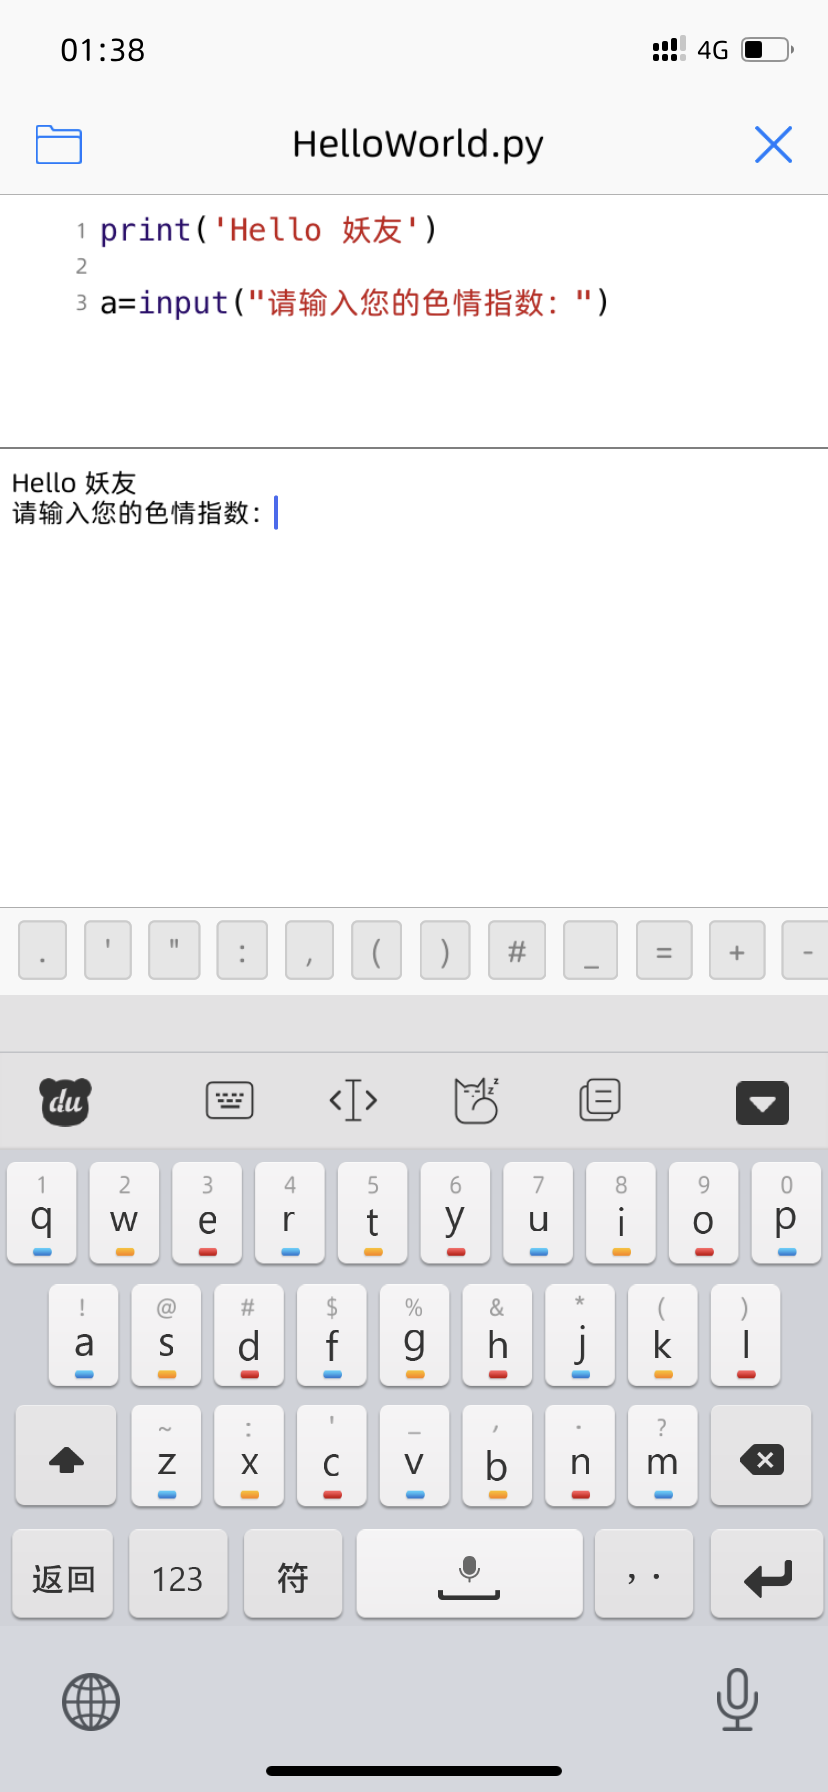 01:38 4G
HelloWorld.py
1 print('Hello 妖友')
2
3 a=input("请输入您的色情指数：")
Hello 妖友
请输入您的色情指数：
. ' " : , ( ) # _ = + -
du
1 2 3 4 5 6 7 8 9 0
q w e r t y u i o p
! @ # $ % & * ( )
a s d f g h j k l
~ : ' _ , . ?
z x c v b n m
返回 123 符 , .